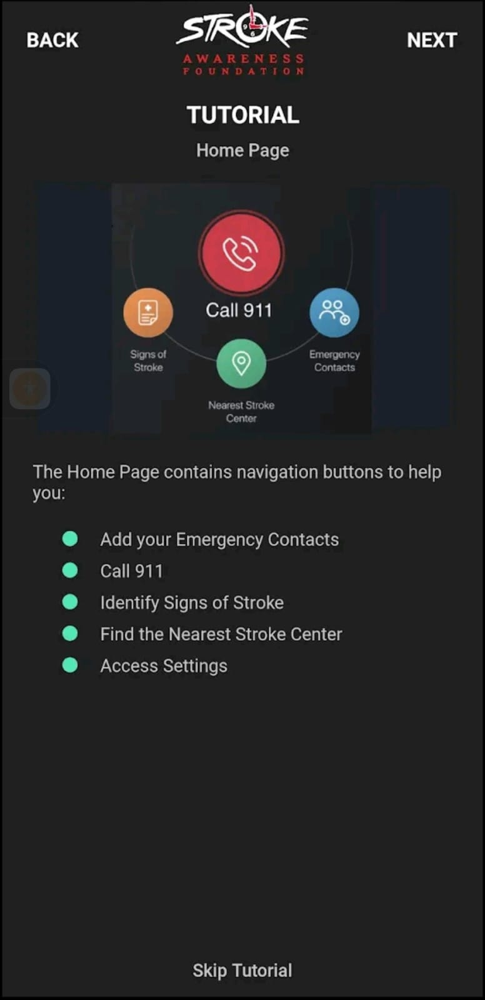 BACK
STROKE
AWARENESS
FOUNDATION
NEXT
TUTORIAL
Home Page
Call 911
Signs of
Stroke
Emergency
Contacts
Nearest Stroke
Center
The Home Page contains navigation buttons to help
you:
Add your Emergency Contacts
Call 911
Identify Signs of Stroke
Find the Nearest Stroke Center
Access Settings
Skip Tutorial